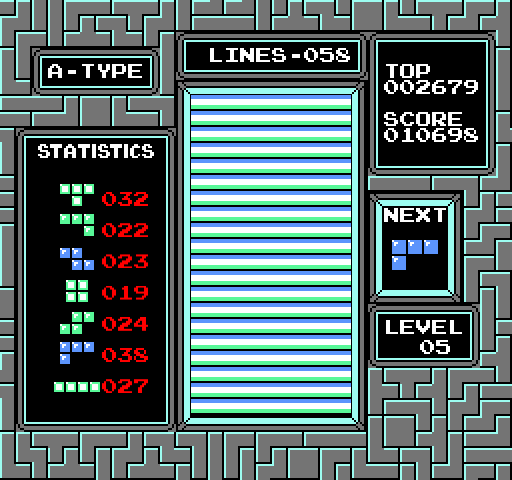 LINES-058
A-TYPE
TOP
002679
SCORE
010698
STATISTICS
032
022
023
019
024
038
027
NEXT
LEVEL
05